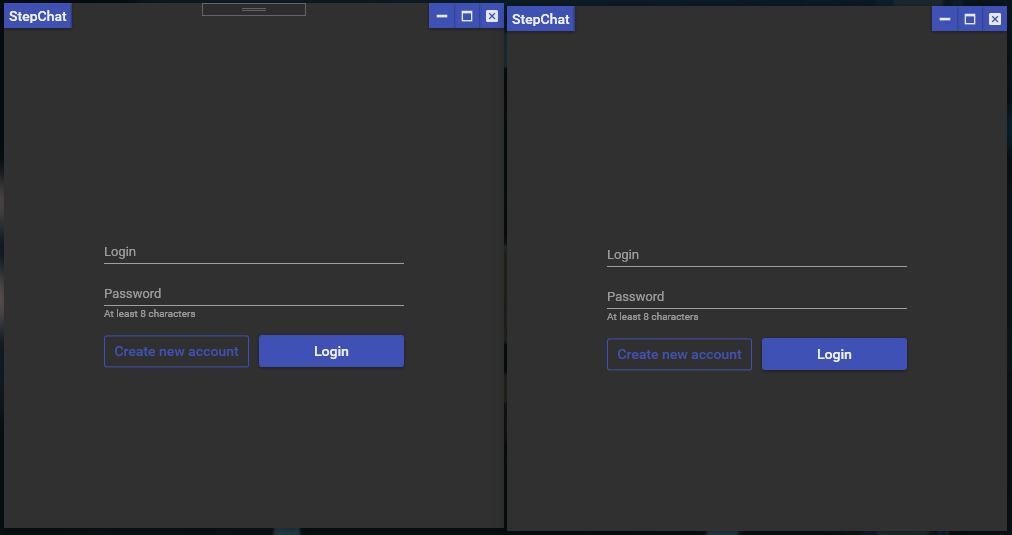 StepChat
Login
Password
At least 8 characters
Create new account
Login
StepChat
Login
Password
At least 8 characters
Create new account
Login